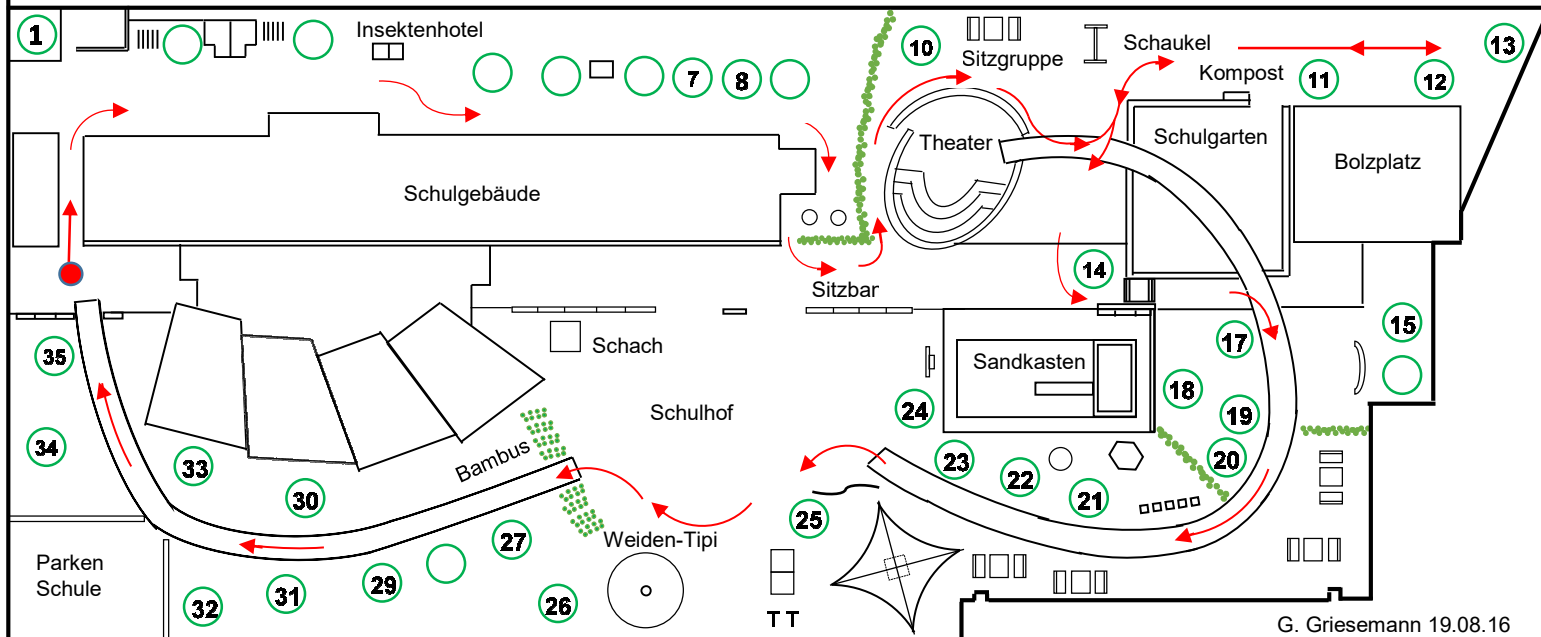 1
Insektenhotel
10
Sitzgruppe
Schaukel
13
Kompost
7
8
11
12
Theater
Schulgarten
Bolzplatz
Schulgebäude
14
Sitzbar
15
17
35
Schach
Sandkasten
18
Schulhof
24
19
34
33
Bambus
23
22
20
30
21
25
27
Weiden-Tipi
Parken
Schule
29
31
32
26
T T
G. Griesemann 19.08.16